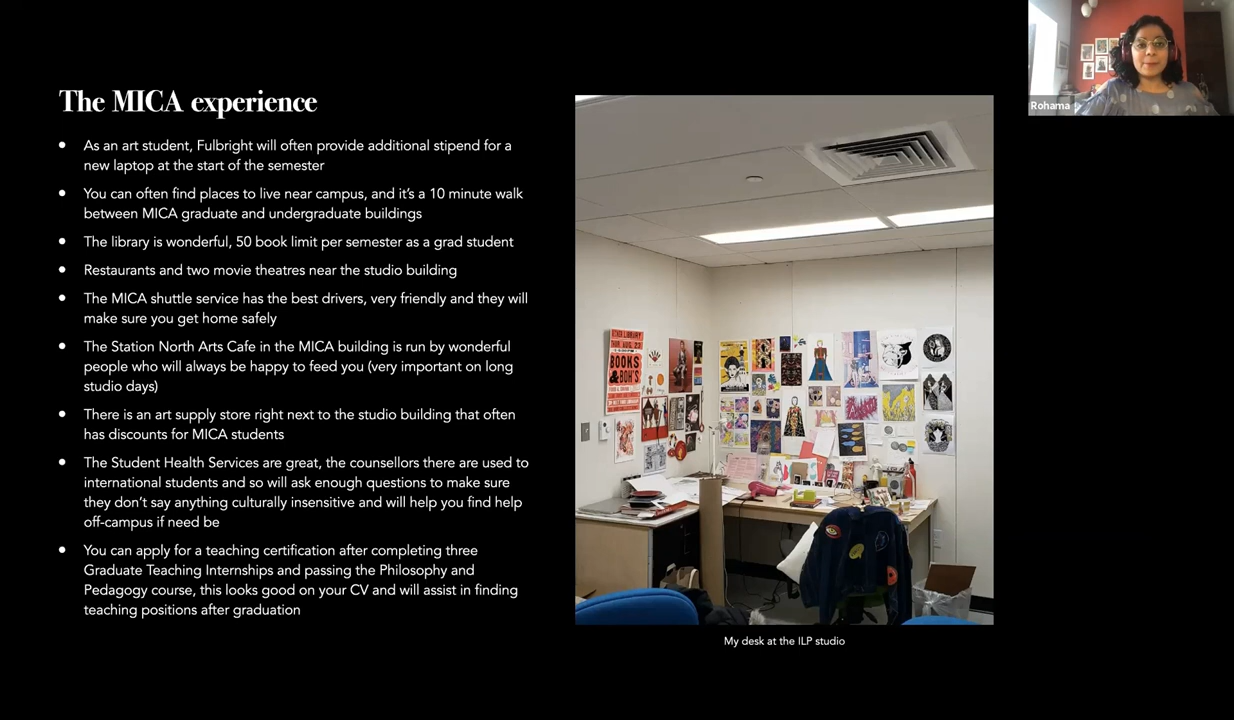 The MICA experience
As an art student, Fulbright will often provide additional stipend for a
new laptop at the start of the semester
You can often find places to live near campus, and it's a 10 minute walk
between MICA graduate and undergraduate buildings
The library is wonderful, 50 book limit per semester as a grad student
Restaurants and two movie theatres near the studio building
The MICA shuttle service has the best drivers, very friendly and they will
make sure you get home safely
The Station North Arts Cafe in the MICA building is run by wonderful
people who will always be happy to feed you (very important on long
studio days)
There is an art supply store right next to the studio building that often
has discounts for MICA students
The Student Health Services are great, the counsellors there are used to
international students and so will ask enough questions to make sure
they don't say anything culturally insensitive and will help you find help
off-campus if need be
You can apply for a teaching certification after completing three
Graduate Teaching Internships and passing the Philosophy and
Pedagogy course, this looks good on your CV and will assist in finding
teaching positions after graduation
BOOKS
My desk at the ILP studio
Rohama